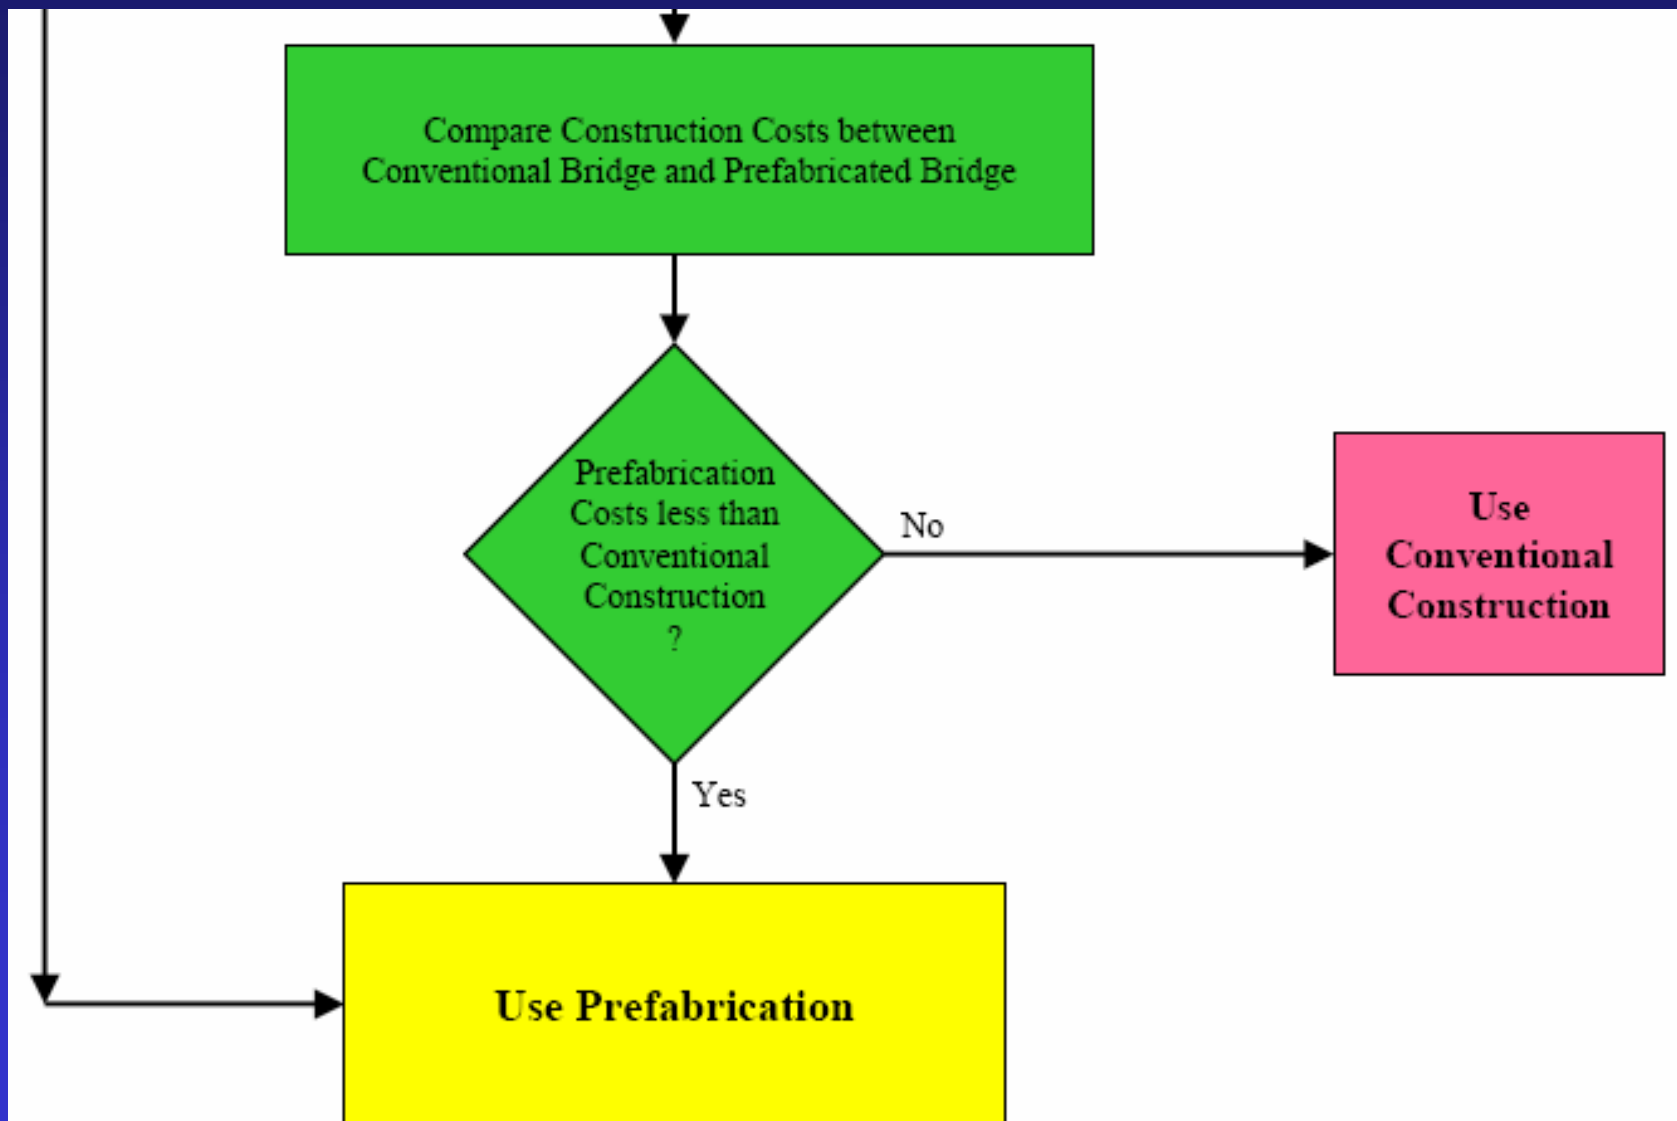 Compare Construction Costs between
Conventional Bridge and Prefabricated Bridge
Prefabrication
Costs less than
Conventional
Construction
?
No
Use
Conventional
Construction
Yes
Use Prefabrication